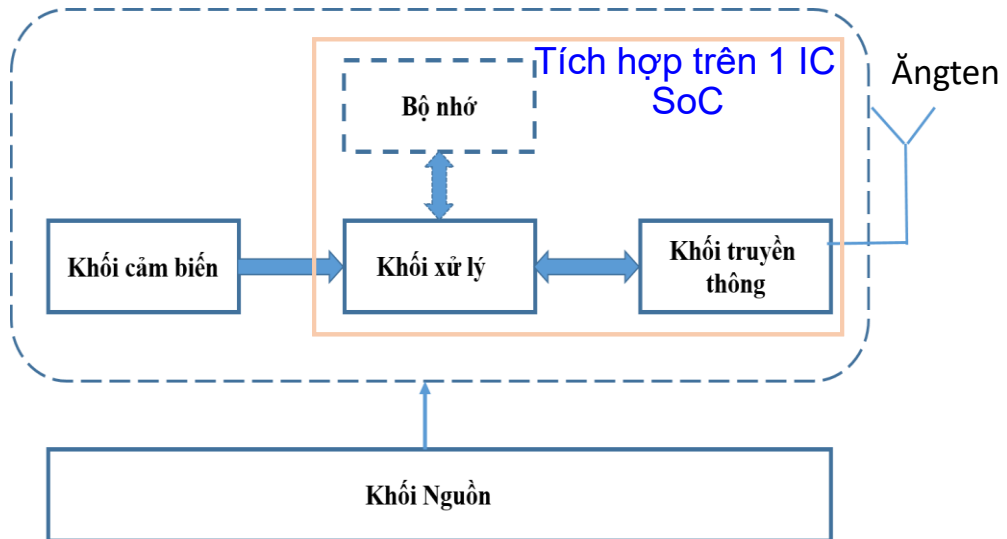 Tích hợp trên 1 IC
SoC
Ăngten
Bộ nhớ
Khối cảm biến
Khối xử lý
Khối truyền
thông
Khối Nguồn